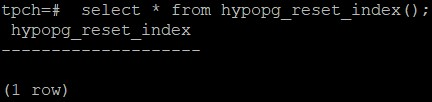 tpch=#  select * from hypopg_reset_index();
 hypopg_reset_index
--------------------

(1 row)